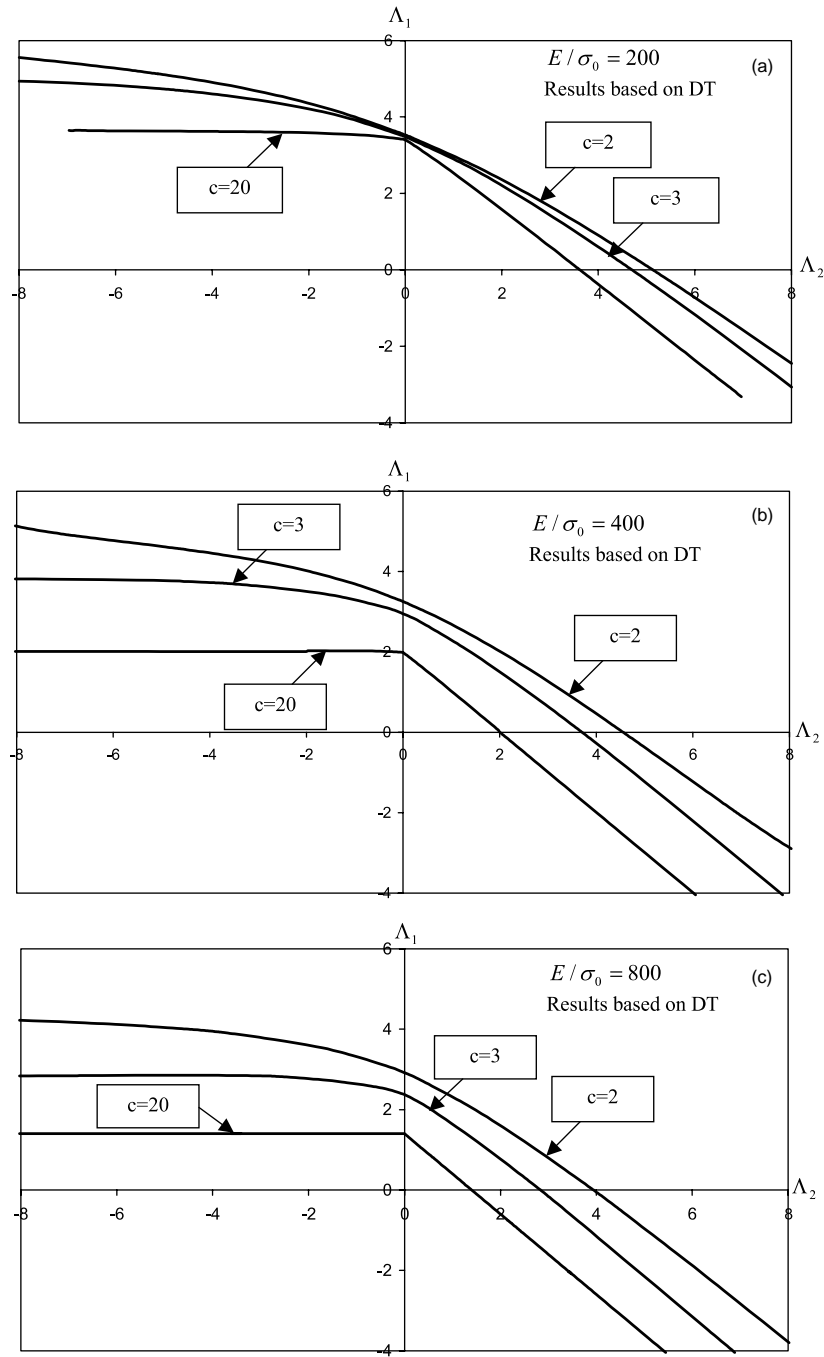 Λ₁
6
E / σ₀ = 200
(a)
Results based on DT
4
c=2
c=20
c=3
2
0
Λ₂
-8 -6 -4 -2 0 2 4 6 8
-2
-4
Λ₁
6
(b)
E / σ₀ = 400
c=3
Results based on DT
4
c=2
2
c=20
0
Λ₂
-8 -6 -4 -2 0 2 4 6 8
-2
-4
Λ₁
6
E / σ₀ = 800
(c)
Results based on DT
4
c=3
c=2
c=20
2
0
Λ₂
-8 -6 -4 -2 0 2 4 6 8
-2
-4